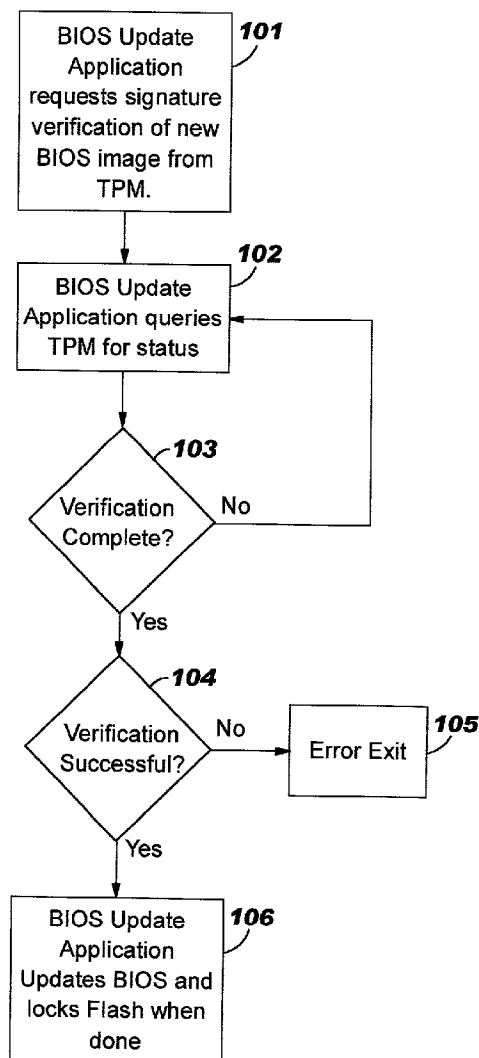 101
BIOS Update
Application
requests signature
verification of new
BIOS image from
TPM.
102
BIOS Update
Application queries
TPM for status
103
Verification
Complete?
No
Yes
104
Verification
Successful?
No
105
Error Exit
Yes
106
BIOS Update
Application
Updates BIOS and
locks Flash when
done